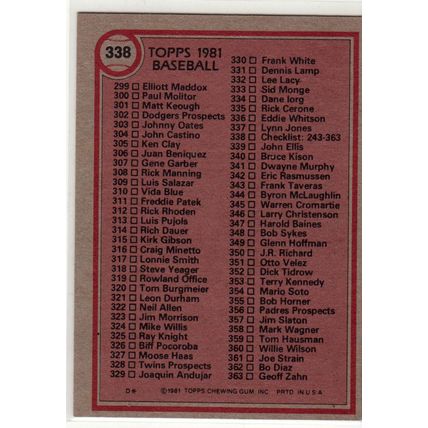 338
TOPPS 1981
BASEBALL
299 □ Elliott Maddox
300 □ Paul Molitor
301 □ Matt Keough
302 □ Dodgers Prospects
303 □ Johnny Oates
304 □ John Castino
305 □ Ken Clay
306 □ Juan Beniquez
307 □ Gene Garber
308 □ Rick Manning
309 □ Luis Salazar
310 □ Vida Blue
311 □ Freddie Patek
312 □ Rick Rhoden
313 □ Luis Pujols
314 □ Rich Dauer
315 □ Kirk Gibson
316 □ Craig Minetto
317 □ Lonnie Smith
318 □ Steve Yeager
319 □ Rowland Office
320 □ Tom Burgmeier
321 □ Leon Durham
322 □ Neil Allen
323 □ Jim Morrison
324 □ Mike Willis
325 □ Ray Knight
326 □ Biff Pocoroba
327 □ Moose Haas
328 □ Twins Prospects
329 □ Joaquin Andujar
330 □ Frank White
331 □ Dennis Lamp
332 □ Lee Lacy
333 □ Sid Monge
334 □ Dane Iorg
335 □ Rick Cerone
336 □ Eddie Whitson
337 □ Lynn Jones
338 □ Checklist: 243-363
339 □ John Ellis
340 □ Bruce Kison
341 □ Dwayne Murphy
342 □ Eric Rasmussen
343 □ Frank Taveras
344 □ Byron McLaughlin
345 □ Warren Cromartie
346 □ Larry Christenson
347 □ Harold Baines
348 □ Bob Sykes
349 □ Glenn Hoffman
350 □ J.R. Richard
351 □ Otto Velez
352 □ Dick Tidrow
353 □ Terry Kennedy
354 □ Mario Soto
355 □ Bob Horner
356 □ Padres Prospects
357 □ Jim Slaton
358 □ Mark Wagner
359 □ Tom Hausman
360 □ Willie Wilson
361 □ Joe Strain
362 □ Bo Diaz
363 □ Geoff Zahn
D* ©1981 TOPPS CHEWING GUM, INC. PRTD. IN U.S.A.